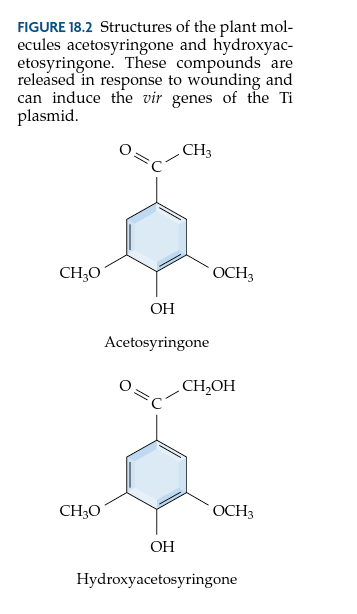 FIGURE 18.2 Structures of the plant mol-
ecules acetosyringone and hydroxyac-
etosyringone. These compounds are
released in response to wounding and
can induce the vir genes of the Ti
plasmid.
O CH₃
C
CH₃O OCH₃
OH
Acetosyringone
O CH₂OH
C
CH₃O OCH₃
OH
Hydroxyacetosyringone